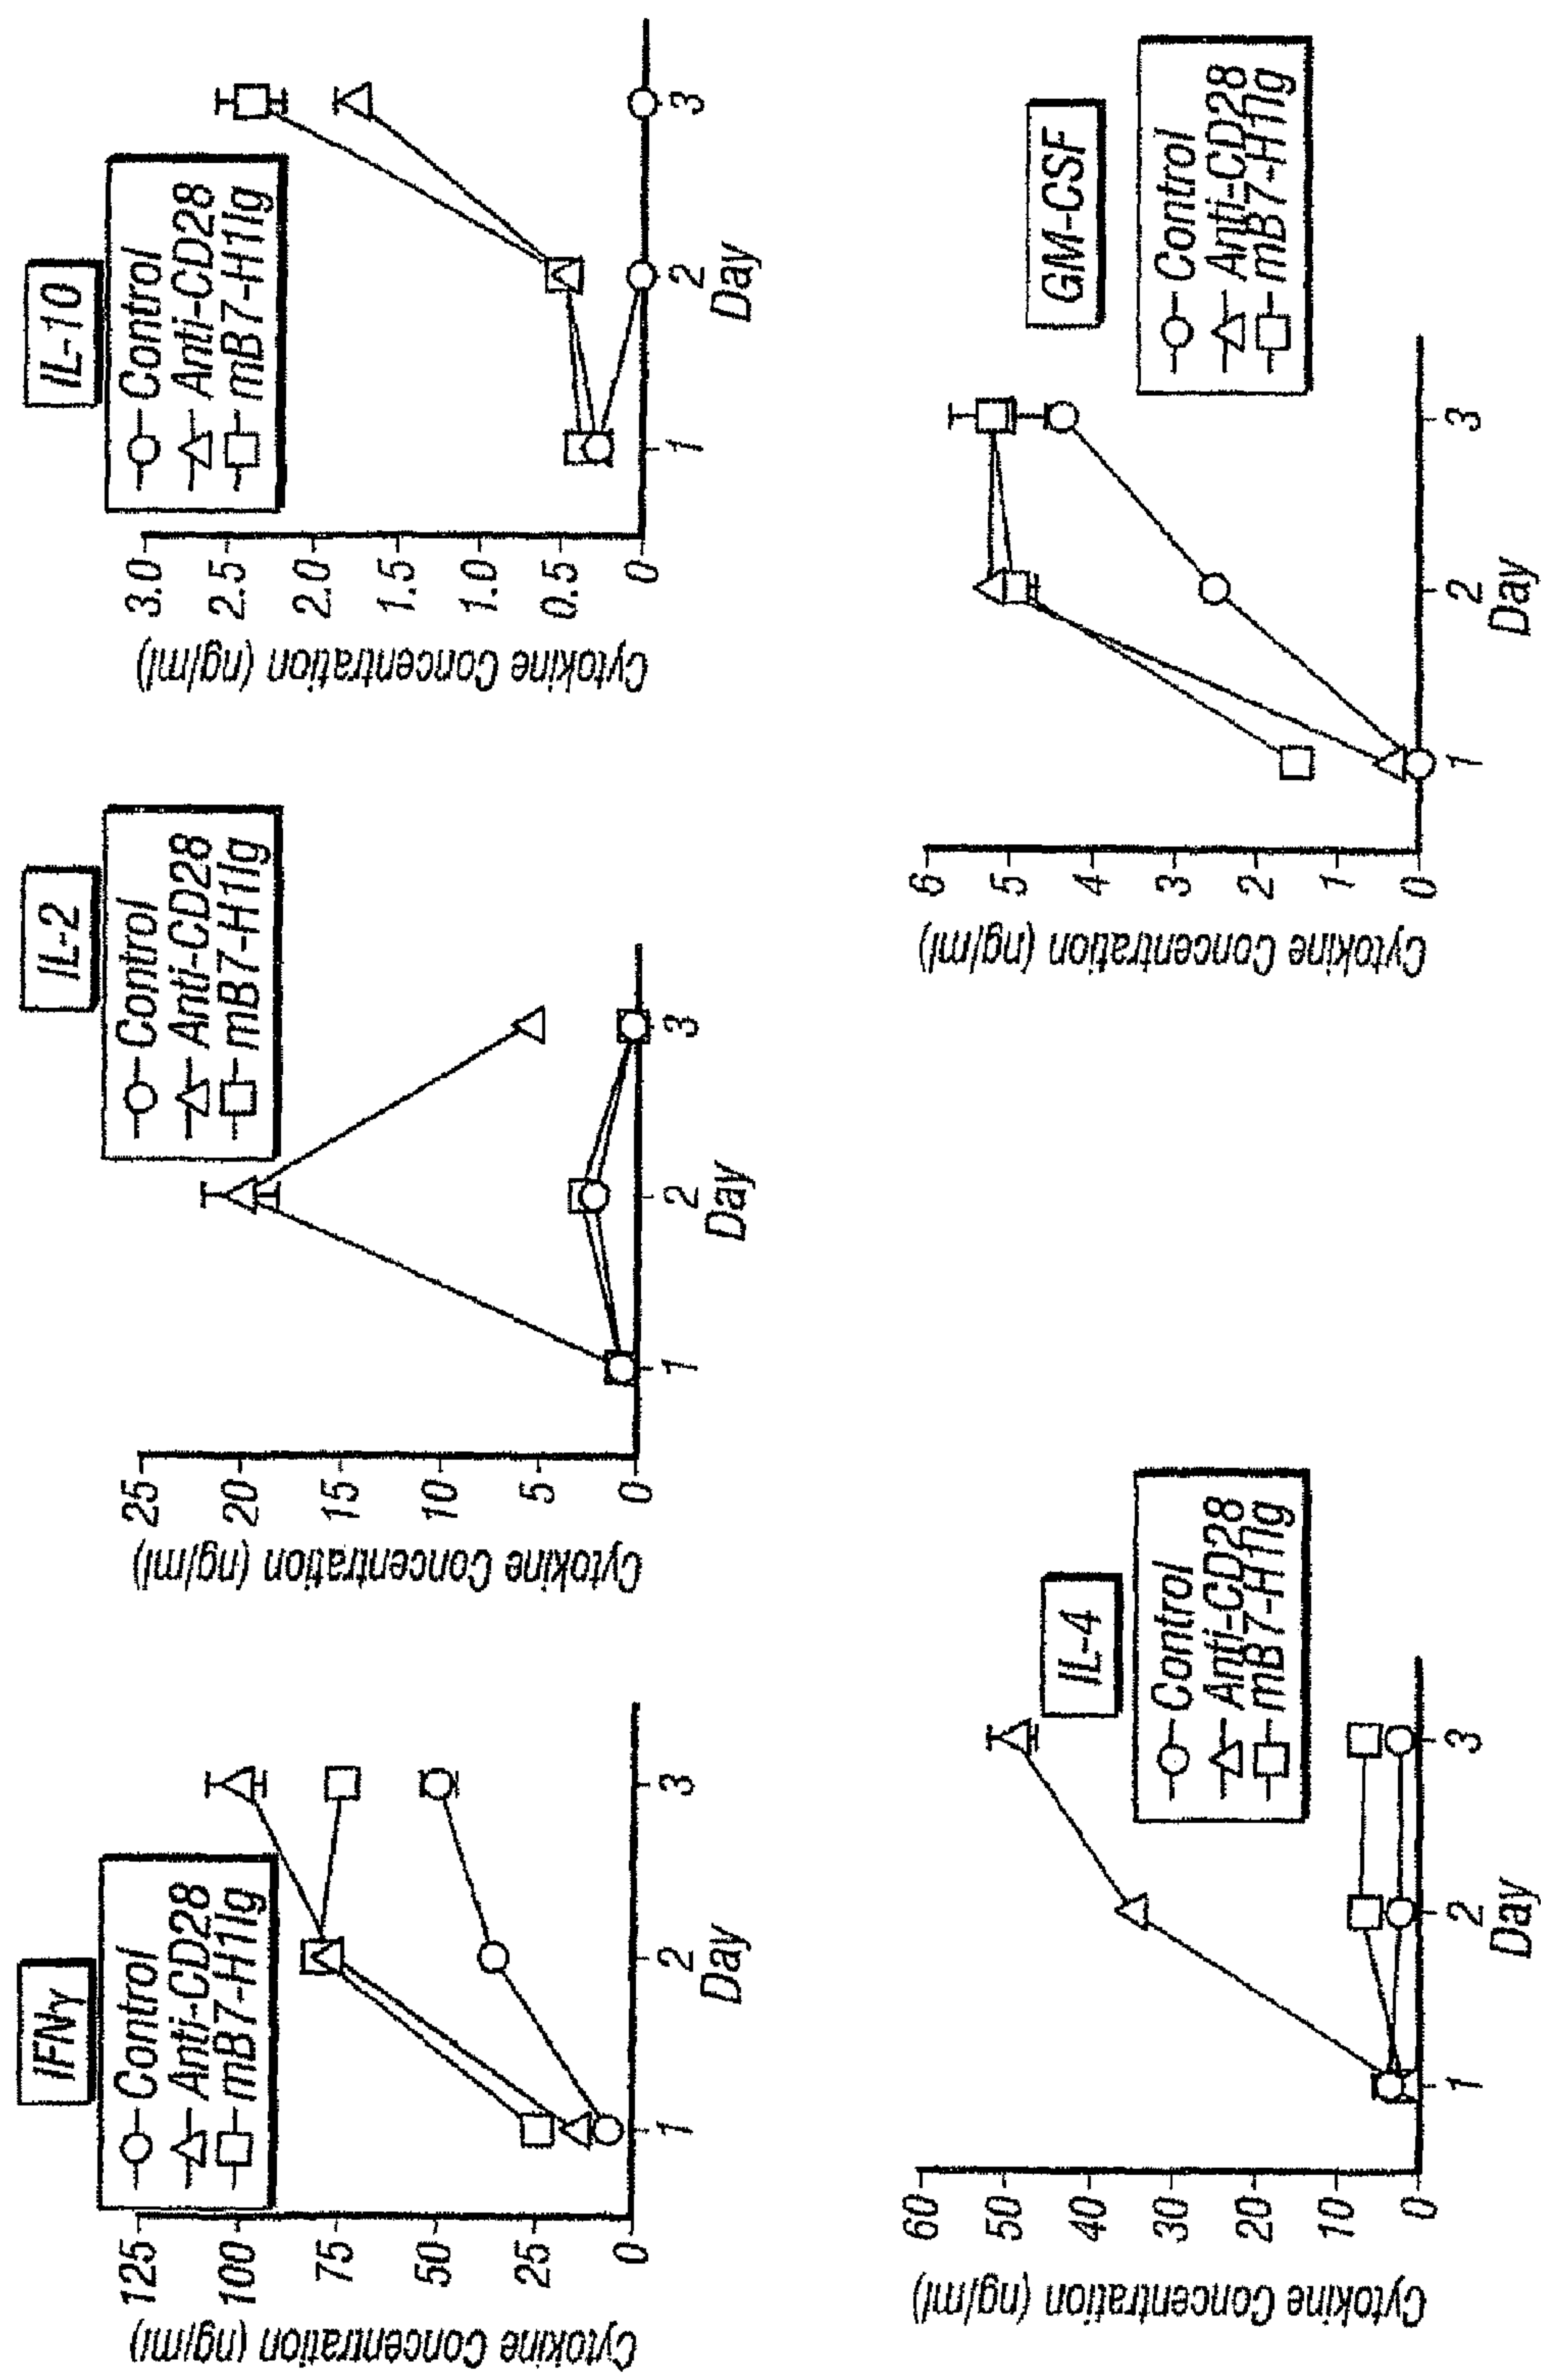 IFNγ
Control
Anti-CD28
mB7-H1Ig
Cytokine Concentration (ng/ml)
125
100
75
50
25
0
1
2
3
Day
IL-2
Control
Anti-CD28
mB7-H1Ig
Cytokine Concentration (ng/ml)
25
20
15
10
5
0
1
2
3
Day
IL-10
Control
Anti-CD28
mB7-H1Ig
Cytokine Concentration (ng/ml)
3.0
2.5
2.0
1.5
1.0
0.5
0
1
2
3
Day
IL-4
Control
Anti-CD28
mB7-H1Ig
Cytokine Concentration (ng/ml)
60
50
40
30
20
10
0
1
2
3
Day
GM-CSF
Control
Anti-CD28
mB7-H1Ig
Cytokine Concentration (ng/ml)
6
5
4
3
2
1
0
1
2
3
Day